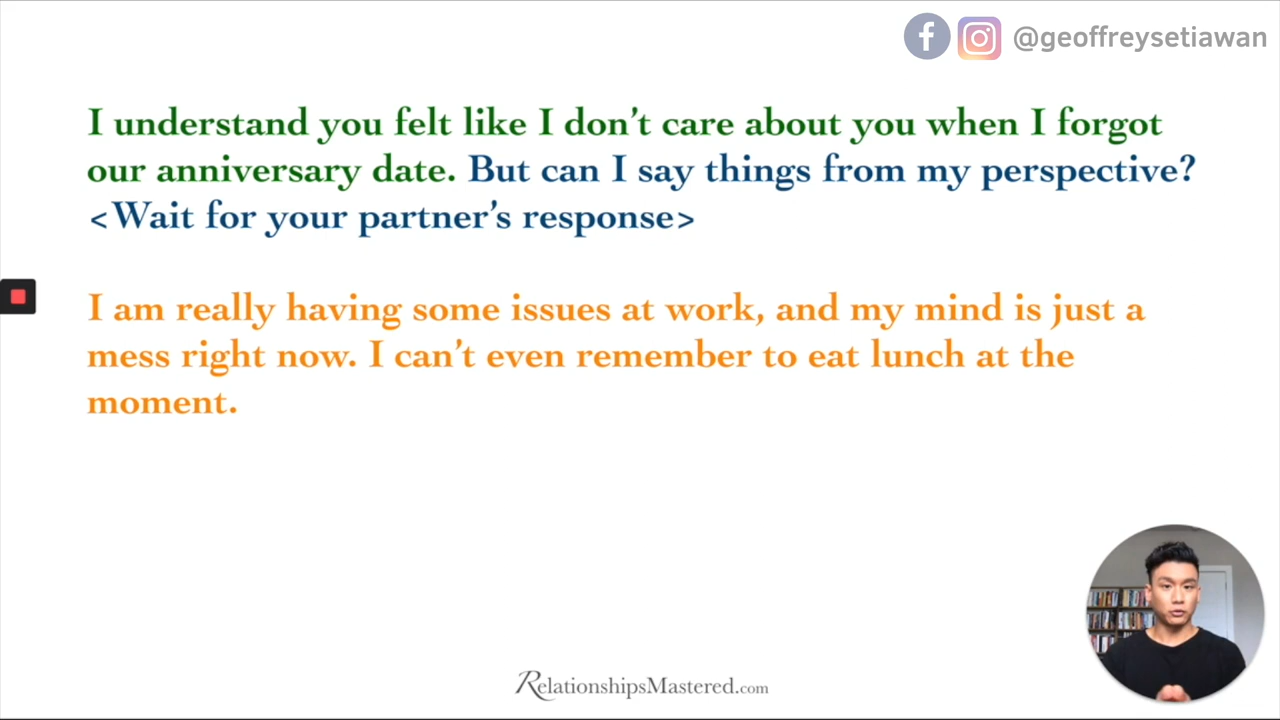 @geoffreysetiawan
I understand you felt like I don’t care about you when I forgot
our anniversary date. But can I say things from my perspective?
<Wait for your partner’s response>
I am really having some issues at work, and my mind is just a
mess right now. I can’t even remember to eat lunch at the
moment.
RelationshipsMastered.com